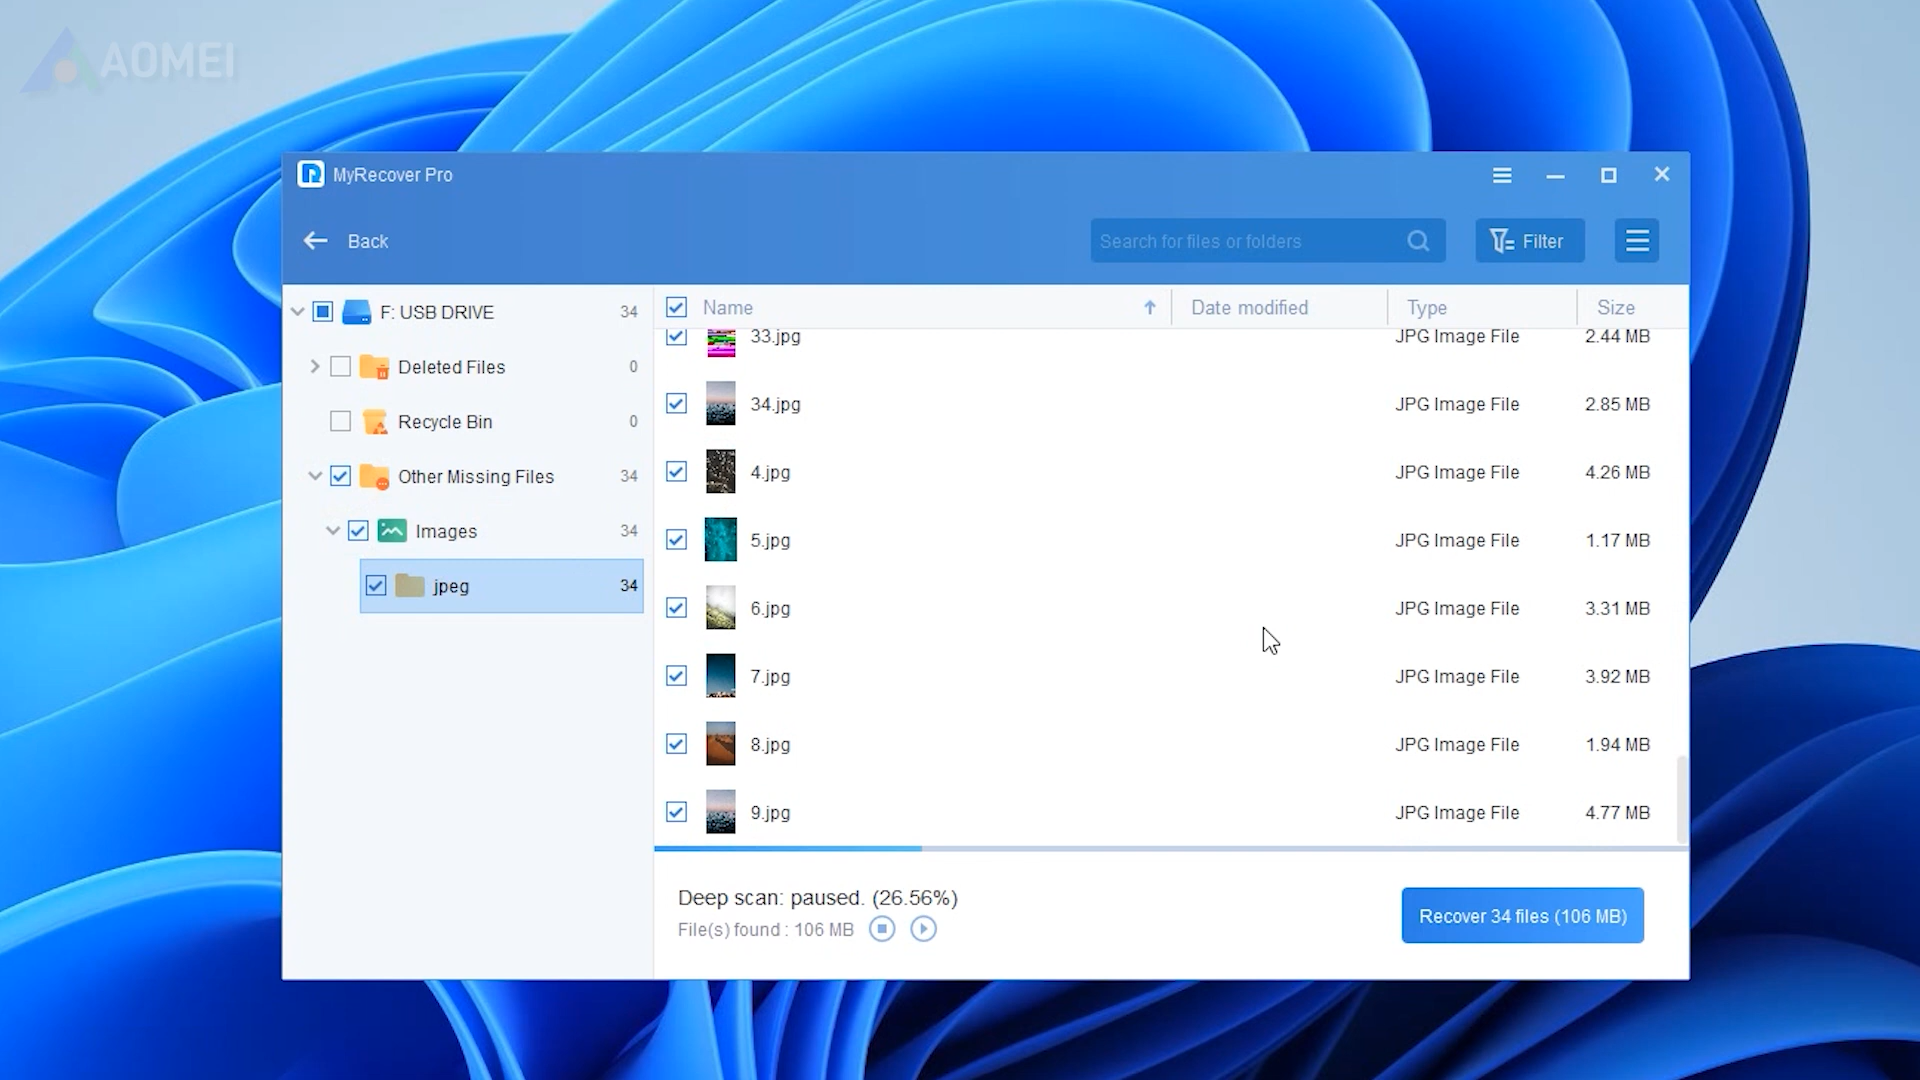 AOMEI
MyRecover Pro
Back
Search for files or folders
Filter
F: USB DRIVE 34
Deleted Files 0
Recycle Bin 0
Other Missing Files 34
Images 34
jpeg 34
Name Date modified Type Size
33.jpg JPG Image File 2.44 MB
34.jpg JPG Image File 2.85 MB
4.jpg JPG Image File 4.26 MB
5.jpg JPG Image File 1.17 MB
6.jpg JPG Image File 3.31 MB
7.jpg JPG Image File 3.92 MB
8.jpg JPG Image File 1.94 MB
9.jpg JPG Image File 4.77 MB
Deep scan: paused. (26.56%)
File(s) found : 106 MB
Recover 34 files (106 MB)